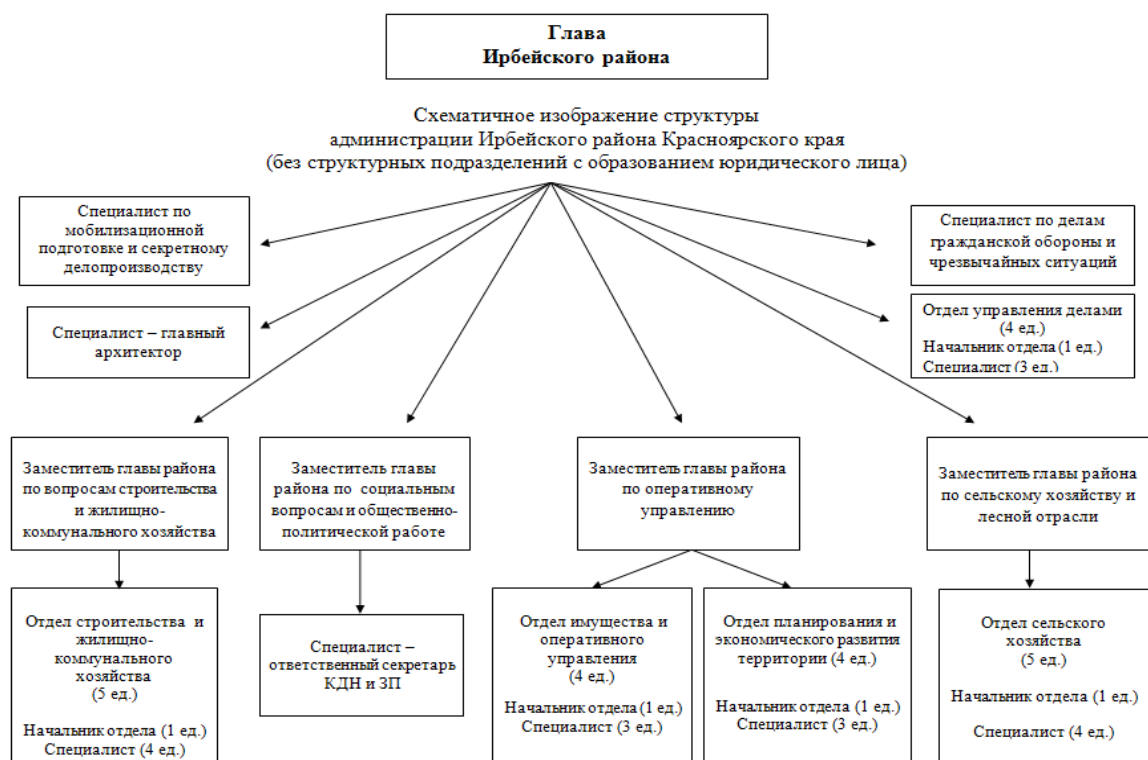 Глава
Ирбейского района
Схематичное изображение структуры
администрации Ирбейского района Красноярского края
(без структурных подразделений с образованием юридического лица)
Специалист по
мобилизационной
подготовке и секретному
делопроизводству
Специалист по делам
гражданской обороны и
чрезвычайных ситуаций
Специалист – главный
архитектор
Отдел управления делами
(4 ед.)
Начальник отдела (1 ед.)
Специалист (3 ед.)
Заместитель главы района
по вопросам строительства
и жилищно-
коммунального хозяйства
Заместитель главы
района по социальным
вопросам и общественно-
политической работе
Заместитель главы района
по оперативному
управлению
Заместитель главы района
по сельскому хозяйству и
лесной отрасли
Отдел строительства и
жилищно-
коммунального
хозяйства
(5 ед.)
Начальник отдела (1 ед.)
Специалист (4 ед.)
Специалист –
ответственный секретарь
КДН и ЗП
Отдел имущества и
оперативного
управления
(4 ед.)
Начальник отдела (1 ед.)
Специалист (3 ед.)
Отдел планирования и
экономического развития
территории (4 ед.)
Начальник отдела (1 ед.)
Специалист (3 ед.)
Отдел сельского
хозяйства
(5 ед.)
Начальник отдела (1 ед.)
Специалист (4 ед.)